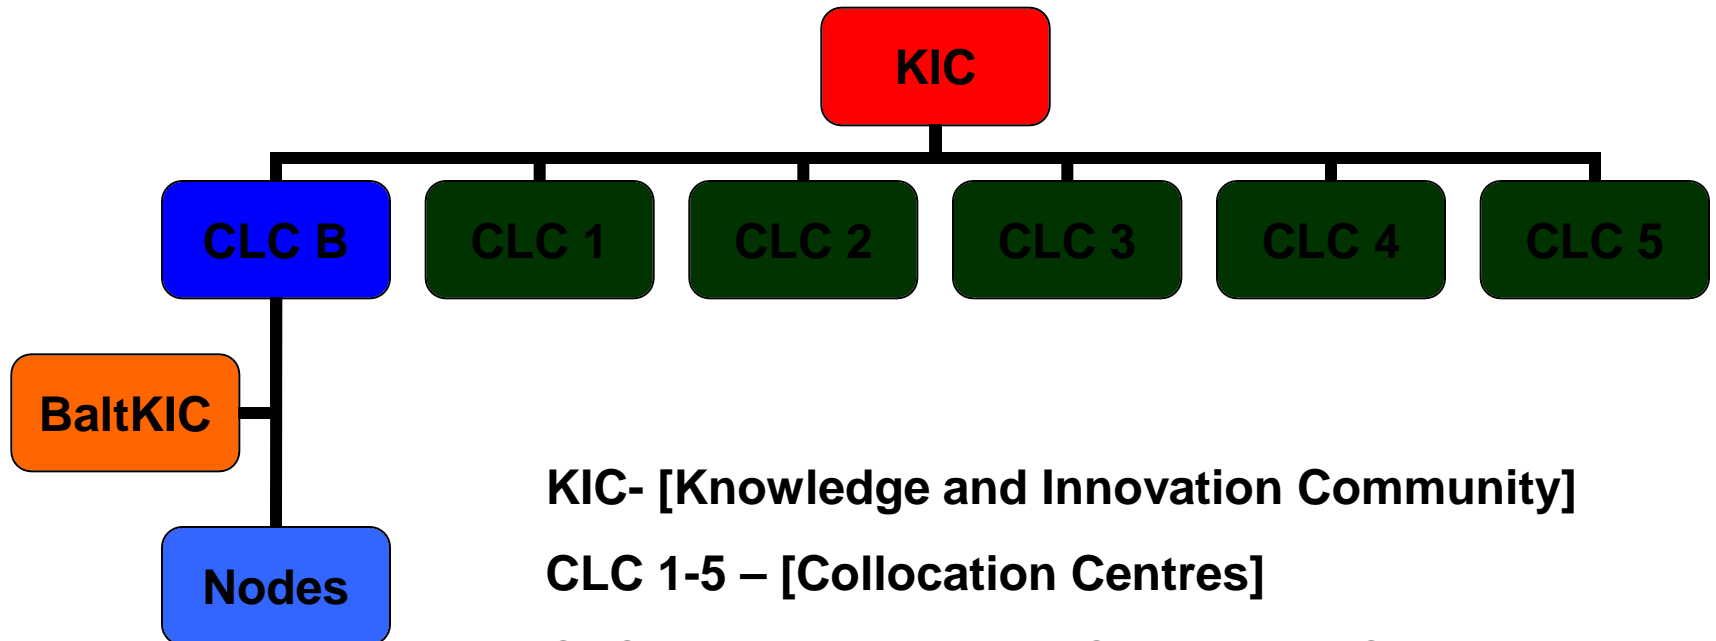 KIC
CLC B
CLC 1
CLC 2
CLC 3
CLC 4
CLC 5
BaltKIC
KIC- [Knowledge and Innovation Community]
CLC 1-5 – [Collocation Centres]
Nodes